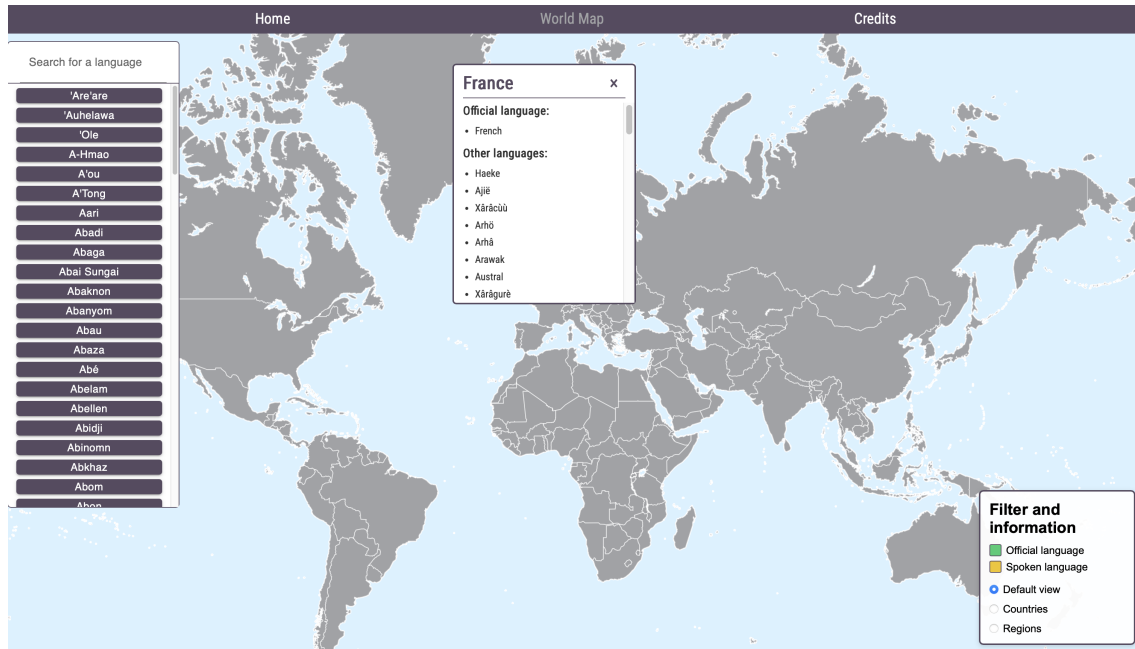 Home
World Map
Credits
Search for a language
'Are'are
'Auhelawa
'Ole
A-Hmao
A'ou
A'Tong
Aari
Abadi
Abaga
Abai Sungai
Abaknon
Abanyom
Abau
Abaza
Abé
Abelam
Abellen
Abidji
Abinomn
Abkhaz
Abom
Abon
France
×
Official language:
• French
Other languages:
• Haeke
• Ajië
• Xârâcùù
• Arhö
• Arhâ
• Arawak
• Austral
• Xârâgurè
Filter and
information
Official language
Spoken language
Default view
Countries
Regions